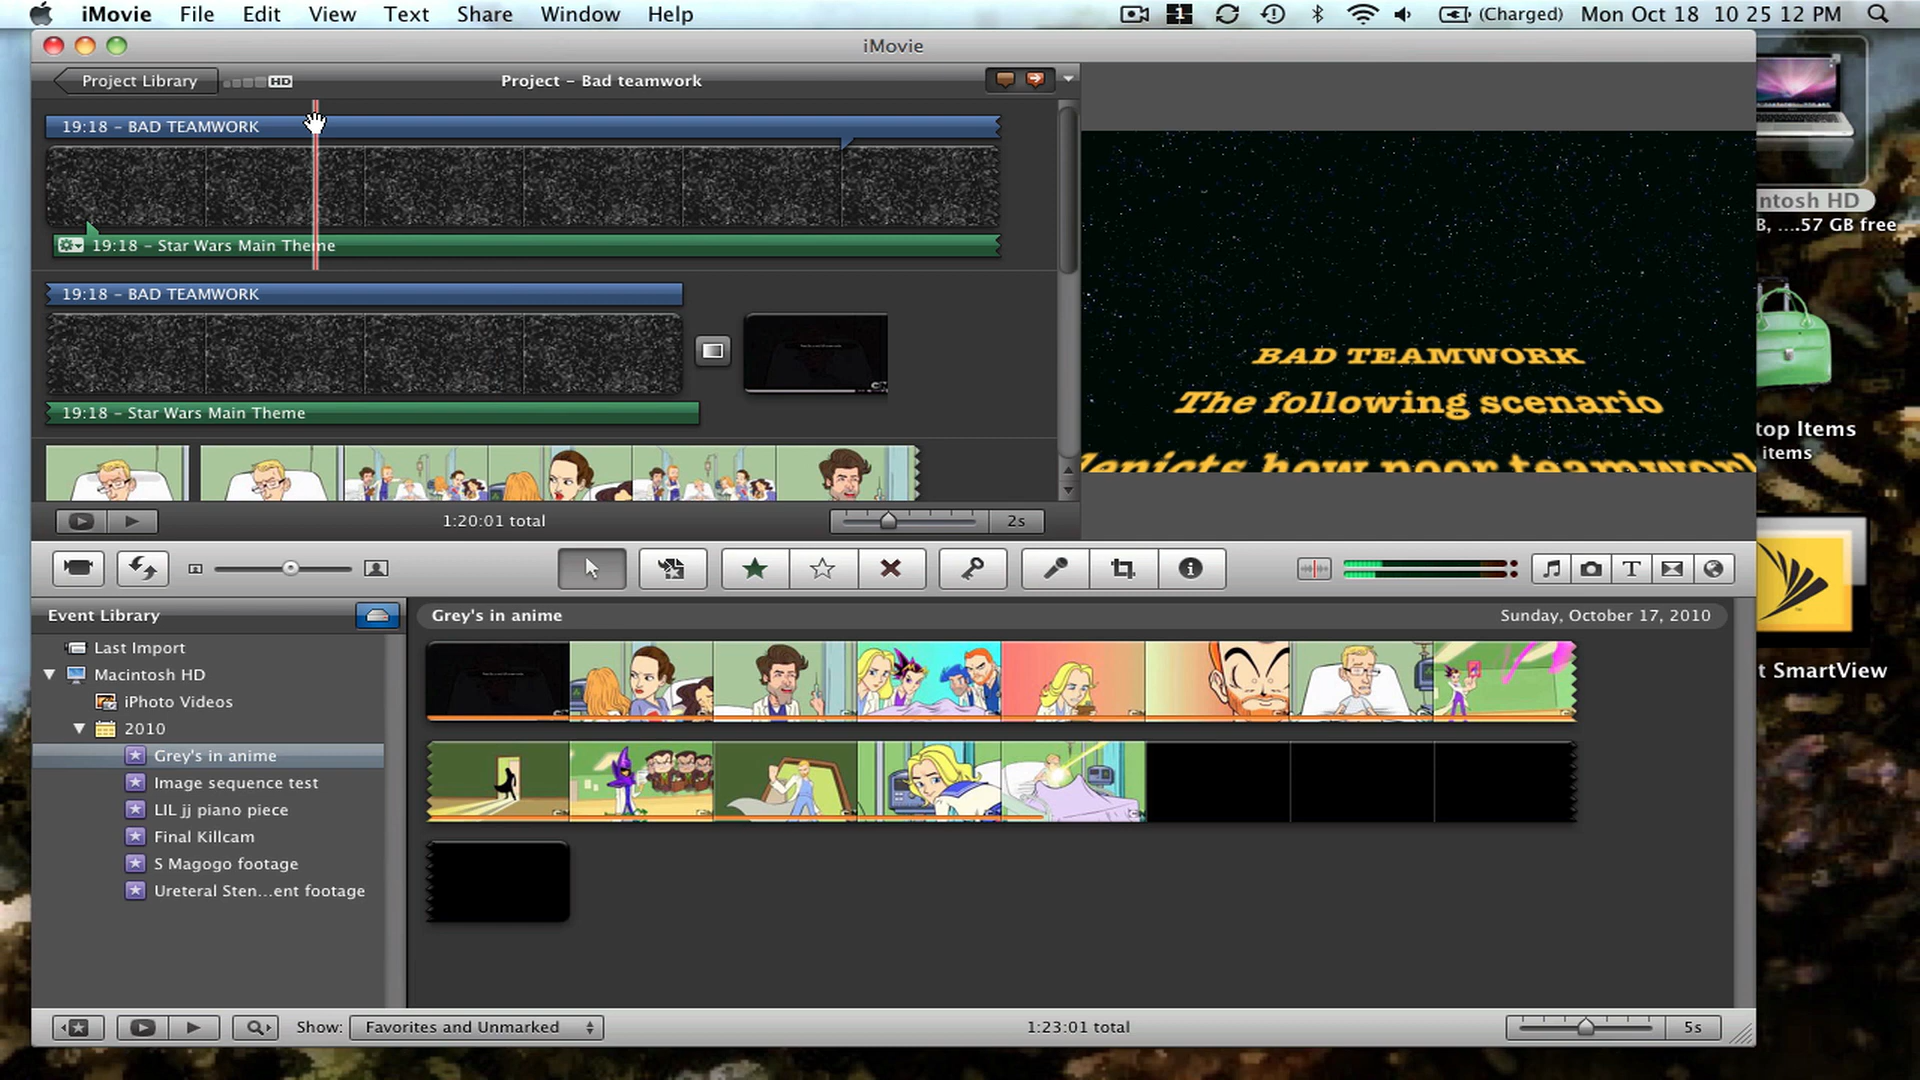 iMovie File Edit View Text Share Window Help
1 (Charged) Mon Oct 18 10 25 12 PM
iMovie
Project Library HD Project - Bad teamwork
19:18 - BAD TEAMWORK
19:18 - Star Wars Main Theme
19:18 - BAD TEAMWORK
19:18 - Star Wars Main Theme
1:20:01 total 2s
BAD TEAMWORK
The following scenario
depicts how poor teamwork
ntosh HD
B, ....57 GB free
top Items
items
t SmartView
Event Library
Last Import
Macintosh HD
iPhoto Videos
2010
Grey's in anime
Image sequence test
LIL jj piano piece
Final Killcam
S Magogo footage
Ureteral Sten...ent footage
Grey's in anime Sunday, October 17, 2010
Show: Favorites and Unmarked 1:23:01 total 5s